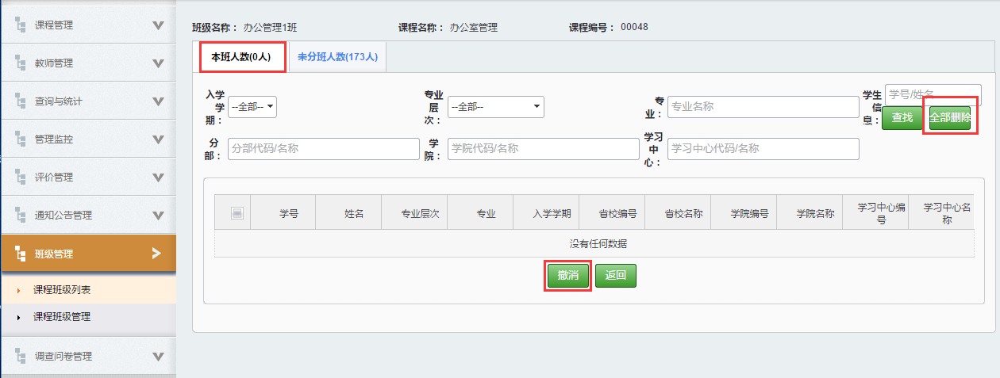 课程管理
教师管理
查询与统计
管理监控
评价管理
通知公告管理
班级管理
课程班级列表
课程班级管理
调查问卷管理
班级名称： 办公管理1班 课程名称： 办公室管理 课程编号： 00048
本班人数(0人) 未分班人数(173人)
入学学期： --全部-- 专业层次： --全部-- 专业： 专业名称 学生信息： 学号/姓名
查找 全部删除
分部： 分部代码/名称 学院： 学院代码/名称 学习中心： 学习中心代码/名称
学号 姓名 专业层次 专业 入学学期 省校编号 省校名称 学院编号 学院名称 学习中心编号 学习中心名称
没有任何数据
撤消 返回